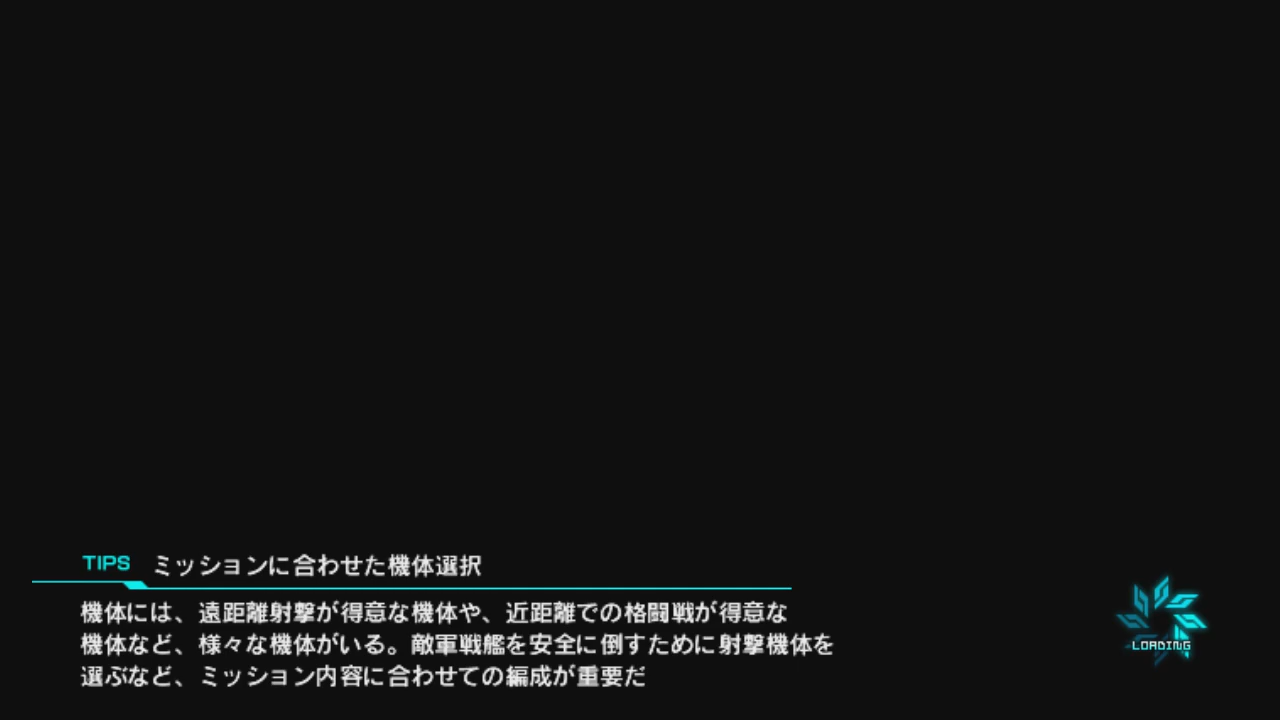 TIPS ミッションに合わせた機体選択
機体には、遠距離射撃が得意な機体や、近距離での格闘戦が得意な
機体など、様々な機体がいる。敵軍戦艦を安全に倒すために射撃機体を
選ぶなど、ミッション内容に合わせての編成が重要だ
LOADING